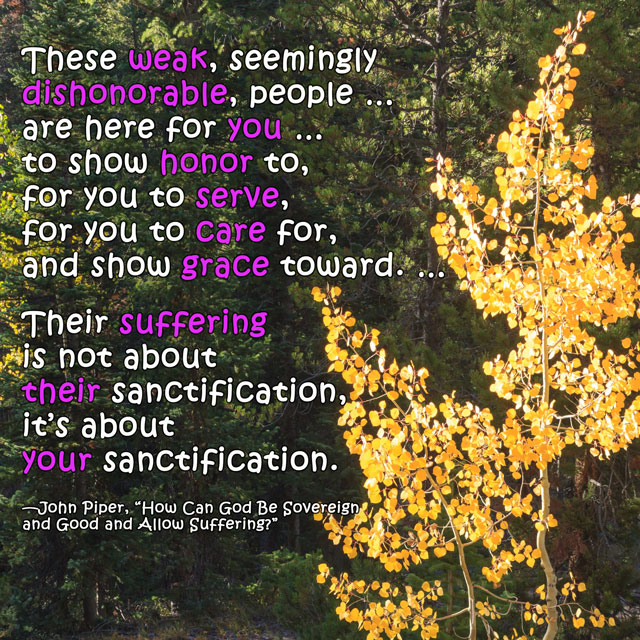 These weak, seemingly
dishonorable, people ...
are here for you ...
to show honor to,
for you to serve,
for you to care for,
and show grace toward. ...
Their suffering
is not about
their sanctification,
it's about
your sanctification.
—John Piper, "How Can God Be Sovereign
and Good and Allow Suffering?"